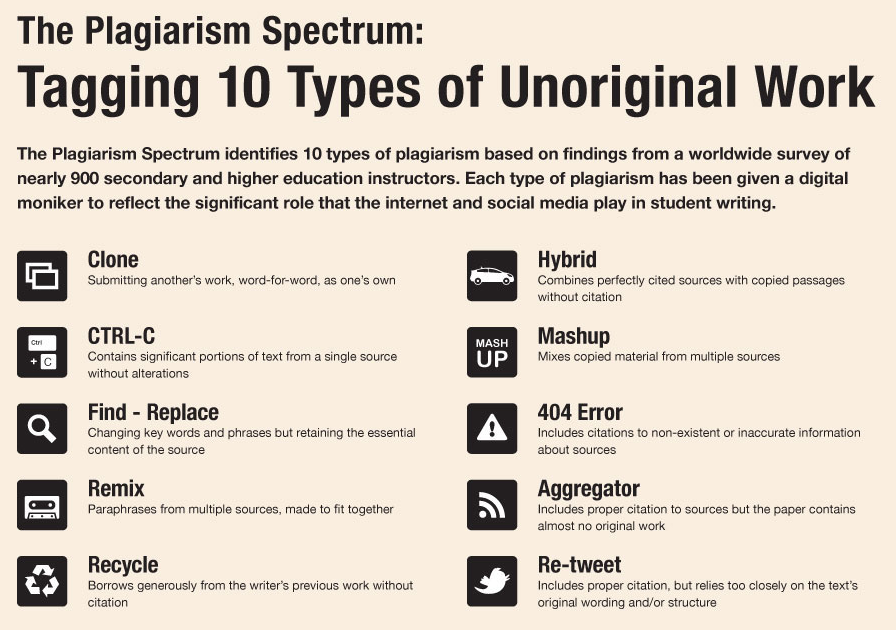 The Plagiarism Spectrum:
Tagging 10 Types of Unoriginal Work
The Plagiarism Spectrum identifies 10 types of plagiarism based on findings from a worldwide survey of
nearly 900 secondary and higher education instructors. Each type of plagiarism has been given a digital
moniker to reflect the significant role that the internet and social media play in student writing.
Clone
Submitting another's work, word-for-word, as one's own
Ctrl
+ C
CTRL-C
Contains significant portions of text from a single source
without alterations
Find - Replace
Changing key words and phrases but retaining the essential
content of the source
Remix
Paraphrases from multiple sources, made to fit together
Recycle
Borrows generously from the writer's previous work without
citation
Hybrid
Combines perfectly cited sources with copied passages
without citation
MASH
UP
Mashup
Mixes copied material from multiple sources
404 Error
Includes citations to non-existent or inaccurate information
about sources
Aggregator
Includes proper citation to sources but the paper contains
almost no original work
Re-tweet
Includes proper citation, but relies too closely on the text's
original wording and/or structure